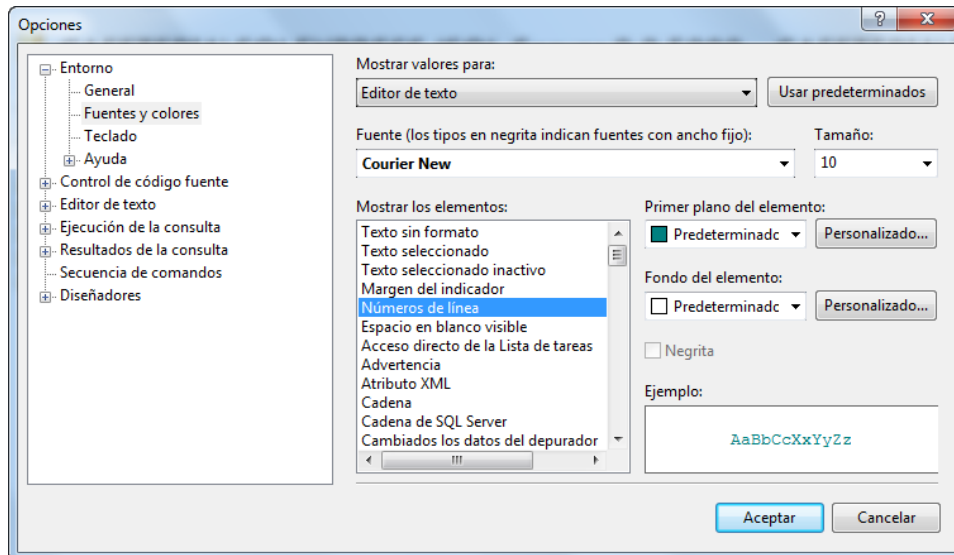 Opciones
Entorno
General
Fuentes y colores
Teclado
Ayuda
Control de código fuente
Editor de texto
Ejecución de la consulta
Resultados de la consulta
Secuencia de comandos
Diseñadores
Mostrar valores para:
Editor de texto
Usar predeterminados
Fuente (los tipos en negrita indican fuentes con ancho fijo):
Tamaño:
Courier New
10
Mostrar los elementos:
Texto sin formato
Texto seleccionado
Texto seleccionado inactivo
Margen del indicador
Números de línea
Espacio en blanco visible
Acceso directo de la Lista de tareas
Advertencia
Atributo XML
Cadena
Cadena de SQL Server
Cambiados los datos del depurador
Primer plano del elemento:
Predeterminadc
Personalizado...
Fondo del elemento:
Predeterminadc
Personalizado...
Negrita
Ejemplo:
AaBbCcXxYyZz
Aceptar
Cancelar